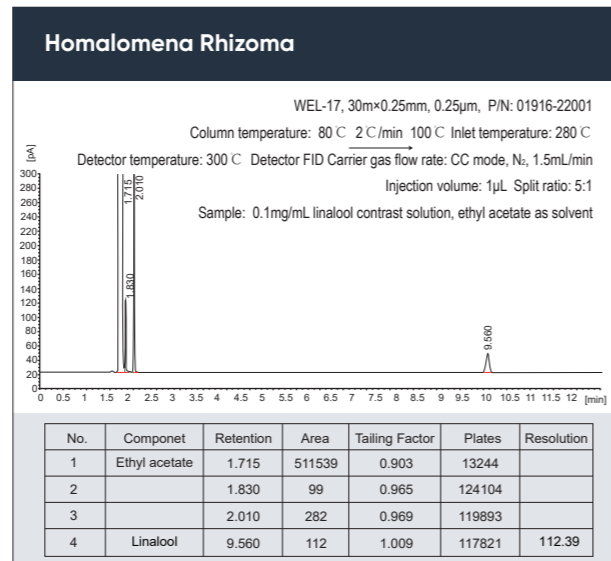 Homalomena Rhizoma
WEL-17, 30m×0.25mm, 0.25μm, P/N: 01916-22001
Column temperature: 80℃ 2℃/min 100℃ Inlet temperature: 280℃
Detector temperature: 300℃ Detector FID Carrier gas flow rate: CC mode, N₂, 1.5mL/min
Injection volume: 1μL Split ratio: 5:1
Sample: 0.1mg/mL linalool contrast solution, ethyl acetate as solvent
[pA]
300
280
260
240
220
200
180
160
140
120
100
80
60
40
20
0
1.715
1.830
2.010
9.560
0 0.5 1 1.5 2 2.5 3 3.5 4 4.5 5 5.5 6 6.5 7 7.5 8 8.5 9 9.5 10 10.5 11 11.5 12 [min]
No. Componet Retention Area Tailing Factor Plates Resolution
1 Ethyl acetate 1.715 511539 0.903 13244
2 1.830 99 0.965 124104
3 2.010 282 0.969 119893
4 Linalool 9.560 112 1.009 117821 112.39